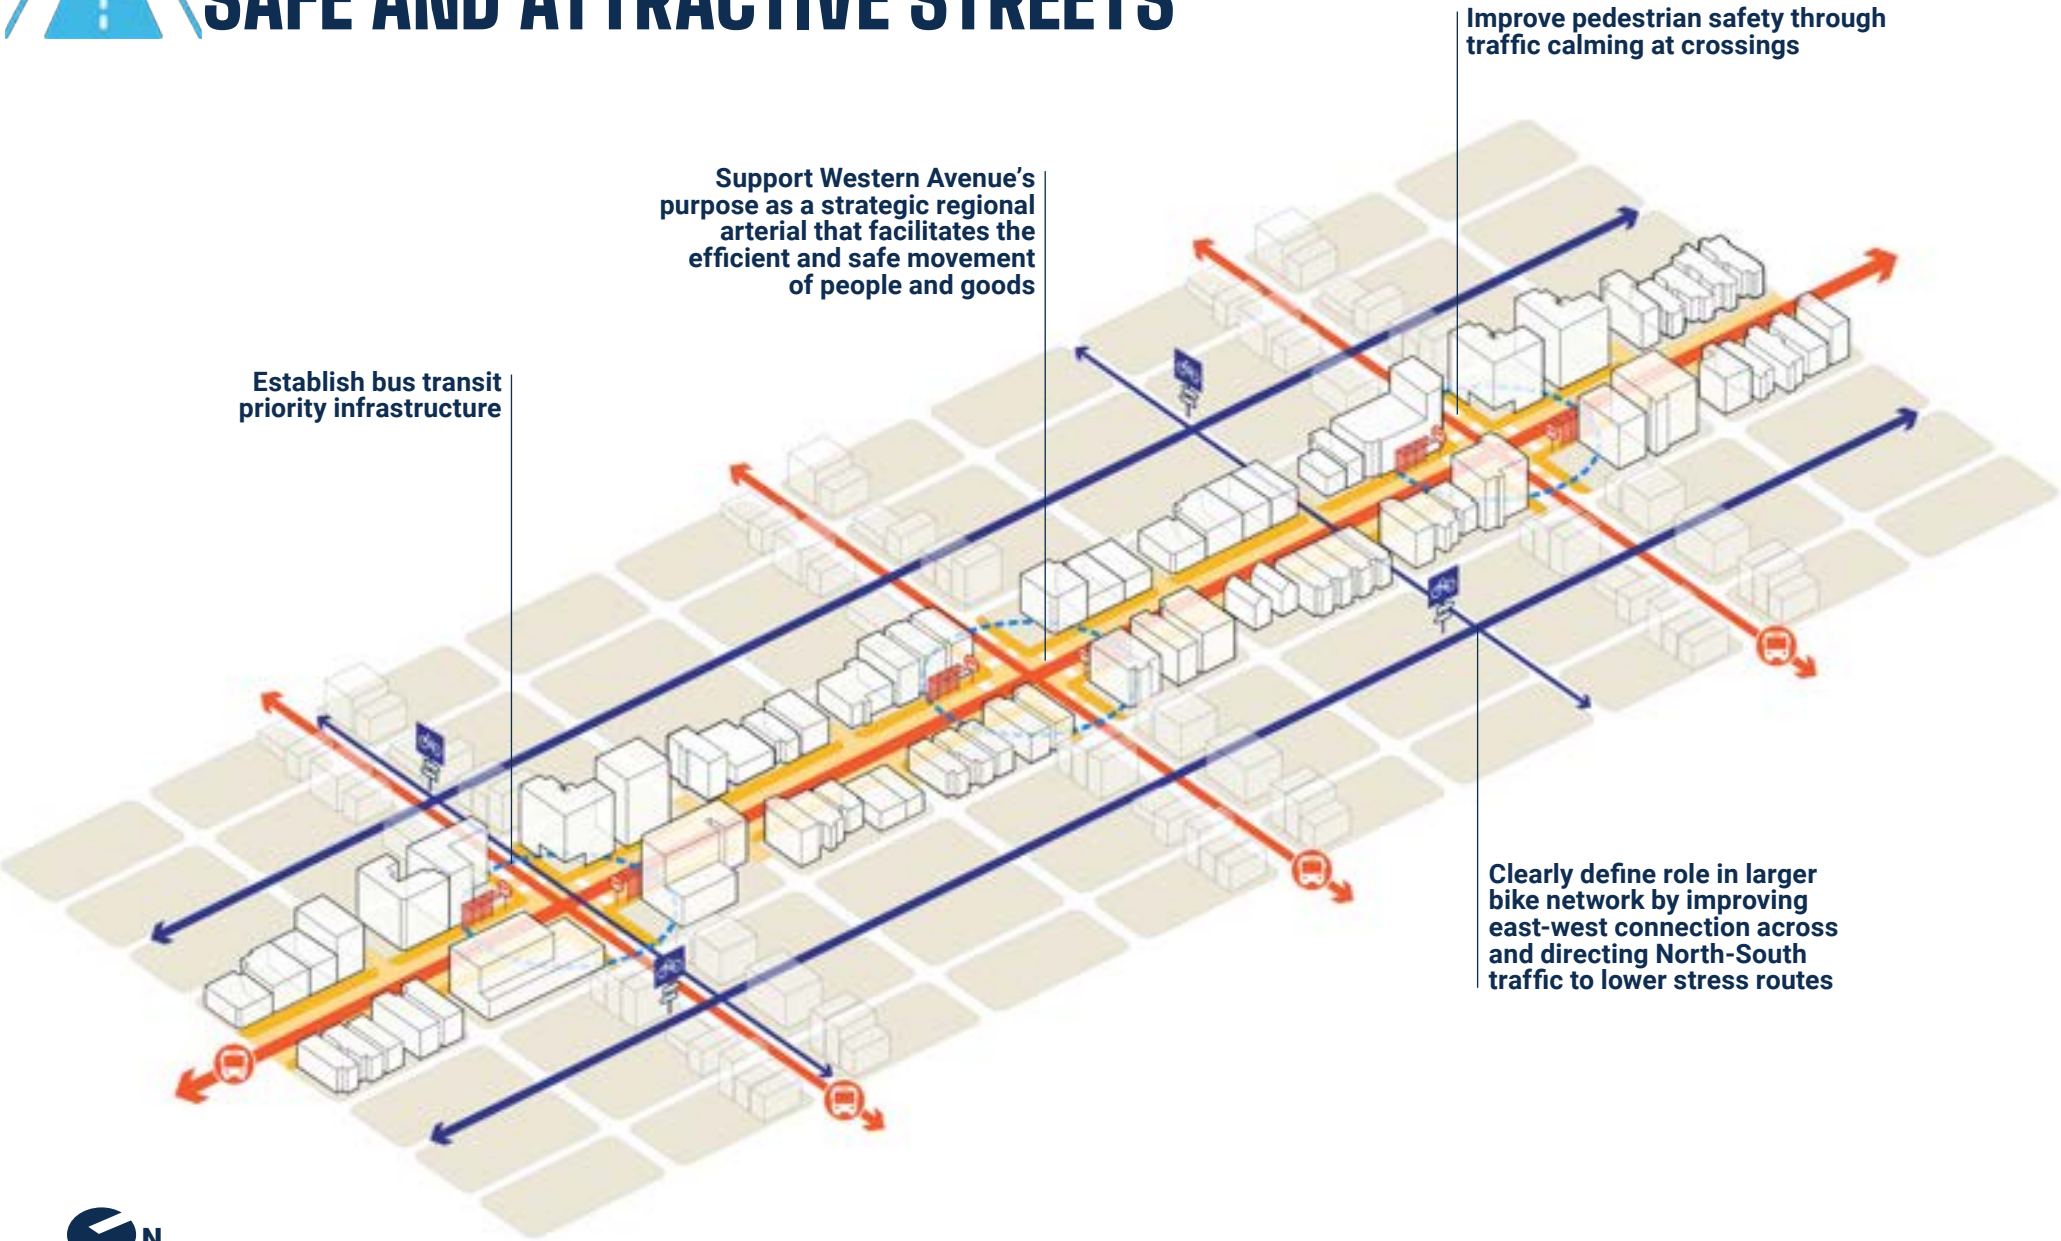 SAFE AND ATTRACTIVE STREETS
Improve pedestrian safety through
traffic calming at crossings
Support Western Avenue's
purpose as a strategic regional
arterial that facilitates the
efficient and safe movement
of people and goods
Establish bus transit
priority infrastructure
Clearly define role in larger
bike network by improving
east-west connection across
and directing North-South
traffic to lower stress routes
N